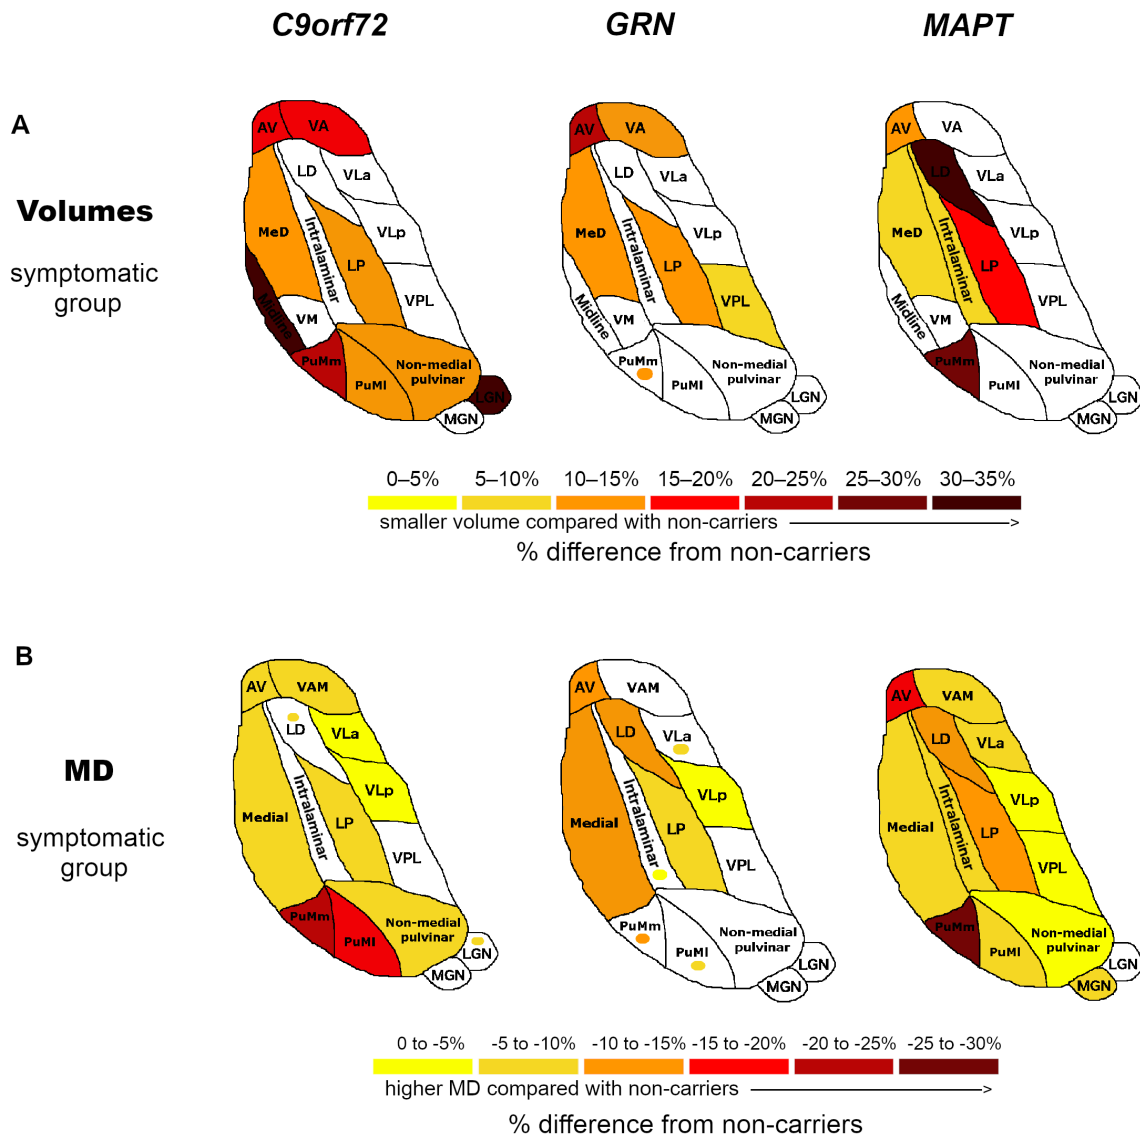 C9orf72 GRN MAPT
A
AV VA
LD
VLa
MeD
Intralaminar
VLp
LP
Midline
VM
VPL
PuMm
PuMl
Non-medial
pulvinar
LGN
MGN
AV VA
LD
VLa
MeD
Intralaminar
VLp
LP
Midline
VM
VPL
PuMm
PuMl
Non-medial
pulvinar
LGN
MGN
AV VA
LD
VLa
MeD
Intralaminar
VLp
LP
Midline
VM
VPL
PuMm
PuMl
Non-medial
pulvinar
LGN
MGN
Volumes
symptomatic
group
0–5% 5–10% 10–15% 15–20% 20–25% 25–30% 30–35%
smaller volume compared with non-carriers
% difference from non-carriers
B
AV VAM
LD
VLa
Medial
Intralaminar
VLp
LP
VPL
PuMm
PuMl
Non-medial
pulvinar
LGN
MGN
AV VAM
LD
VLa
Medial
Intralaminar
VLp
LP
VPL
PuMm
PuMl
Non-medial
pulvinar
LGN
MGN
AV VAM
LD
VLa
Medial
Intralaminar
VLp
LP
VPL
PuMm
PuMl
Non-medial
pulvinar
LGN
MGN
MD
symptomatic
group
0 to -5% -5 to -10% -10 to -15% -15 to -20% -20 to -25% -25 to -30%
higher MD compared with non-carriers
% difference from non-carriers